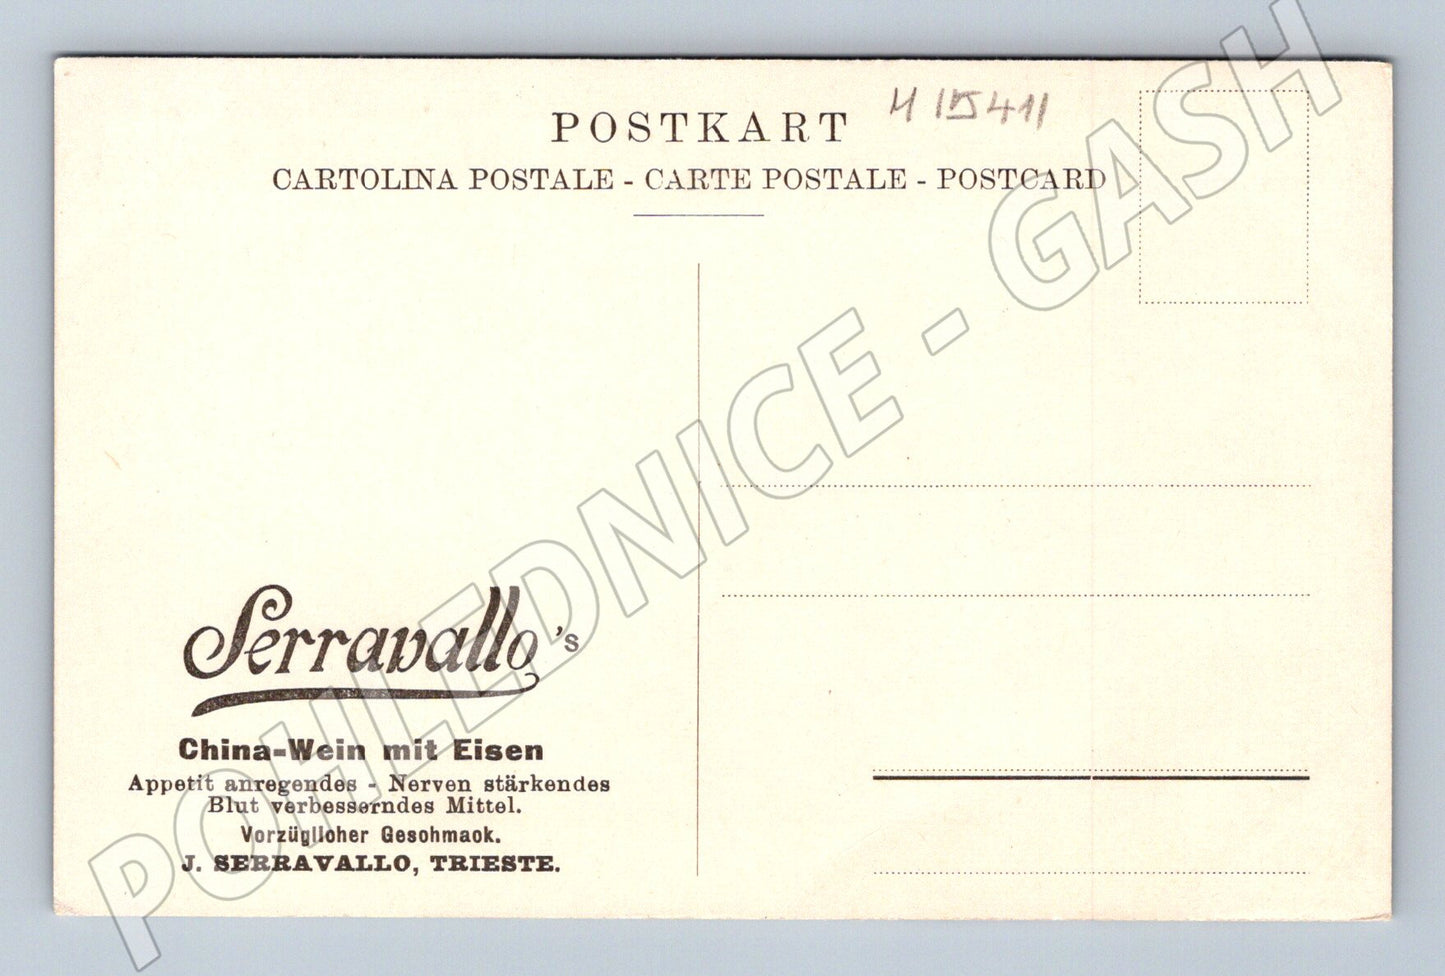 POSTKART
H 15411
CARTOLINA POSTALE - CARTE POSTALE - POSTCARD
Serravallo's
China-Wein mit Eisen
Appetit anregendes - Nerven stärkendes
Blut verbesserndes Mittel.
Vorzüglicher Geschmack.
J. SERRAVALLO, TRIESTE.
POHLEDNICE - GASH